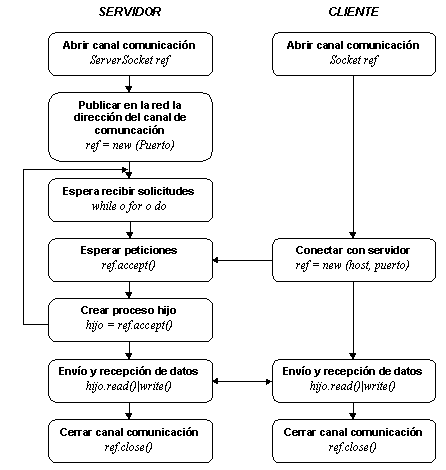 SERVIDOR
CLIENTE
Abrir canal comunicación
ServerSocket ref
Abrir canal comunicación
Socket ref
Publicar en la red la
dirección del canal de
comuncación
ref = new (Puerto)
Espera recibir solicitudes
while o for o do
Esperar peticiones
ref.accept()
Conectar con servidor
ref = new (host, puerto)
Crear proceso hijo
hijo = ref.accept()
Envío y recepción de datos
hijo.read()|write()
Envío y recepción de datos
hijo.read()|write()
Cerrar canal comunicación
ref.close()
Cerrar canal comunicación
ref.close()